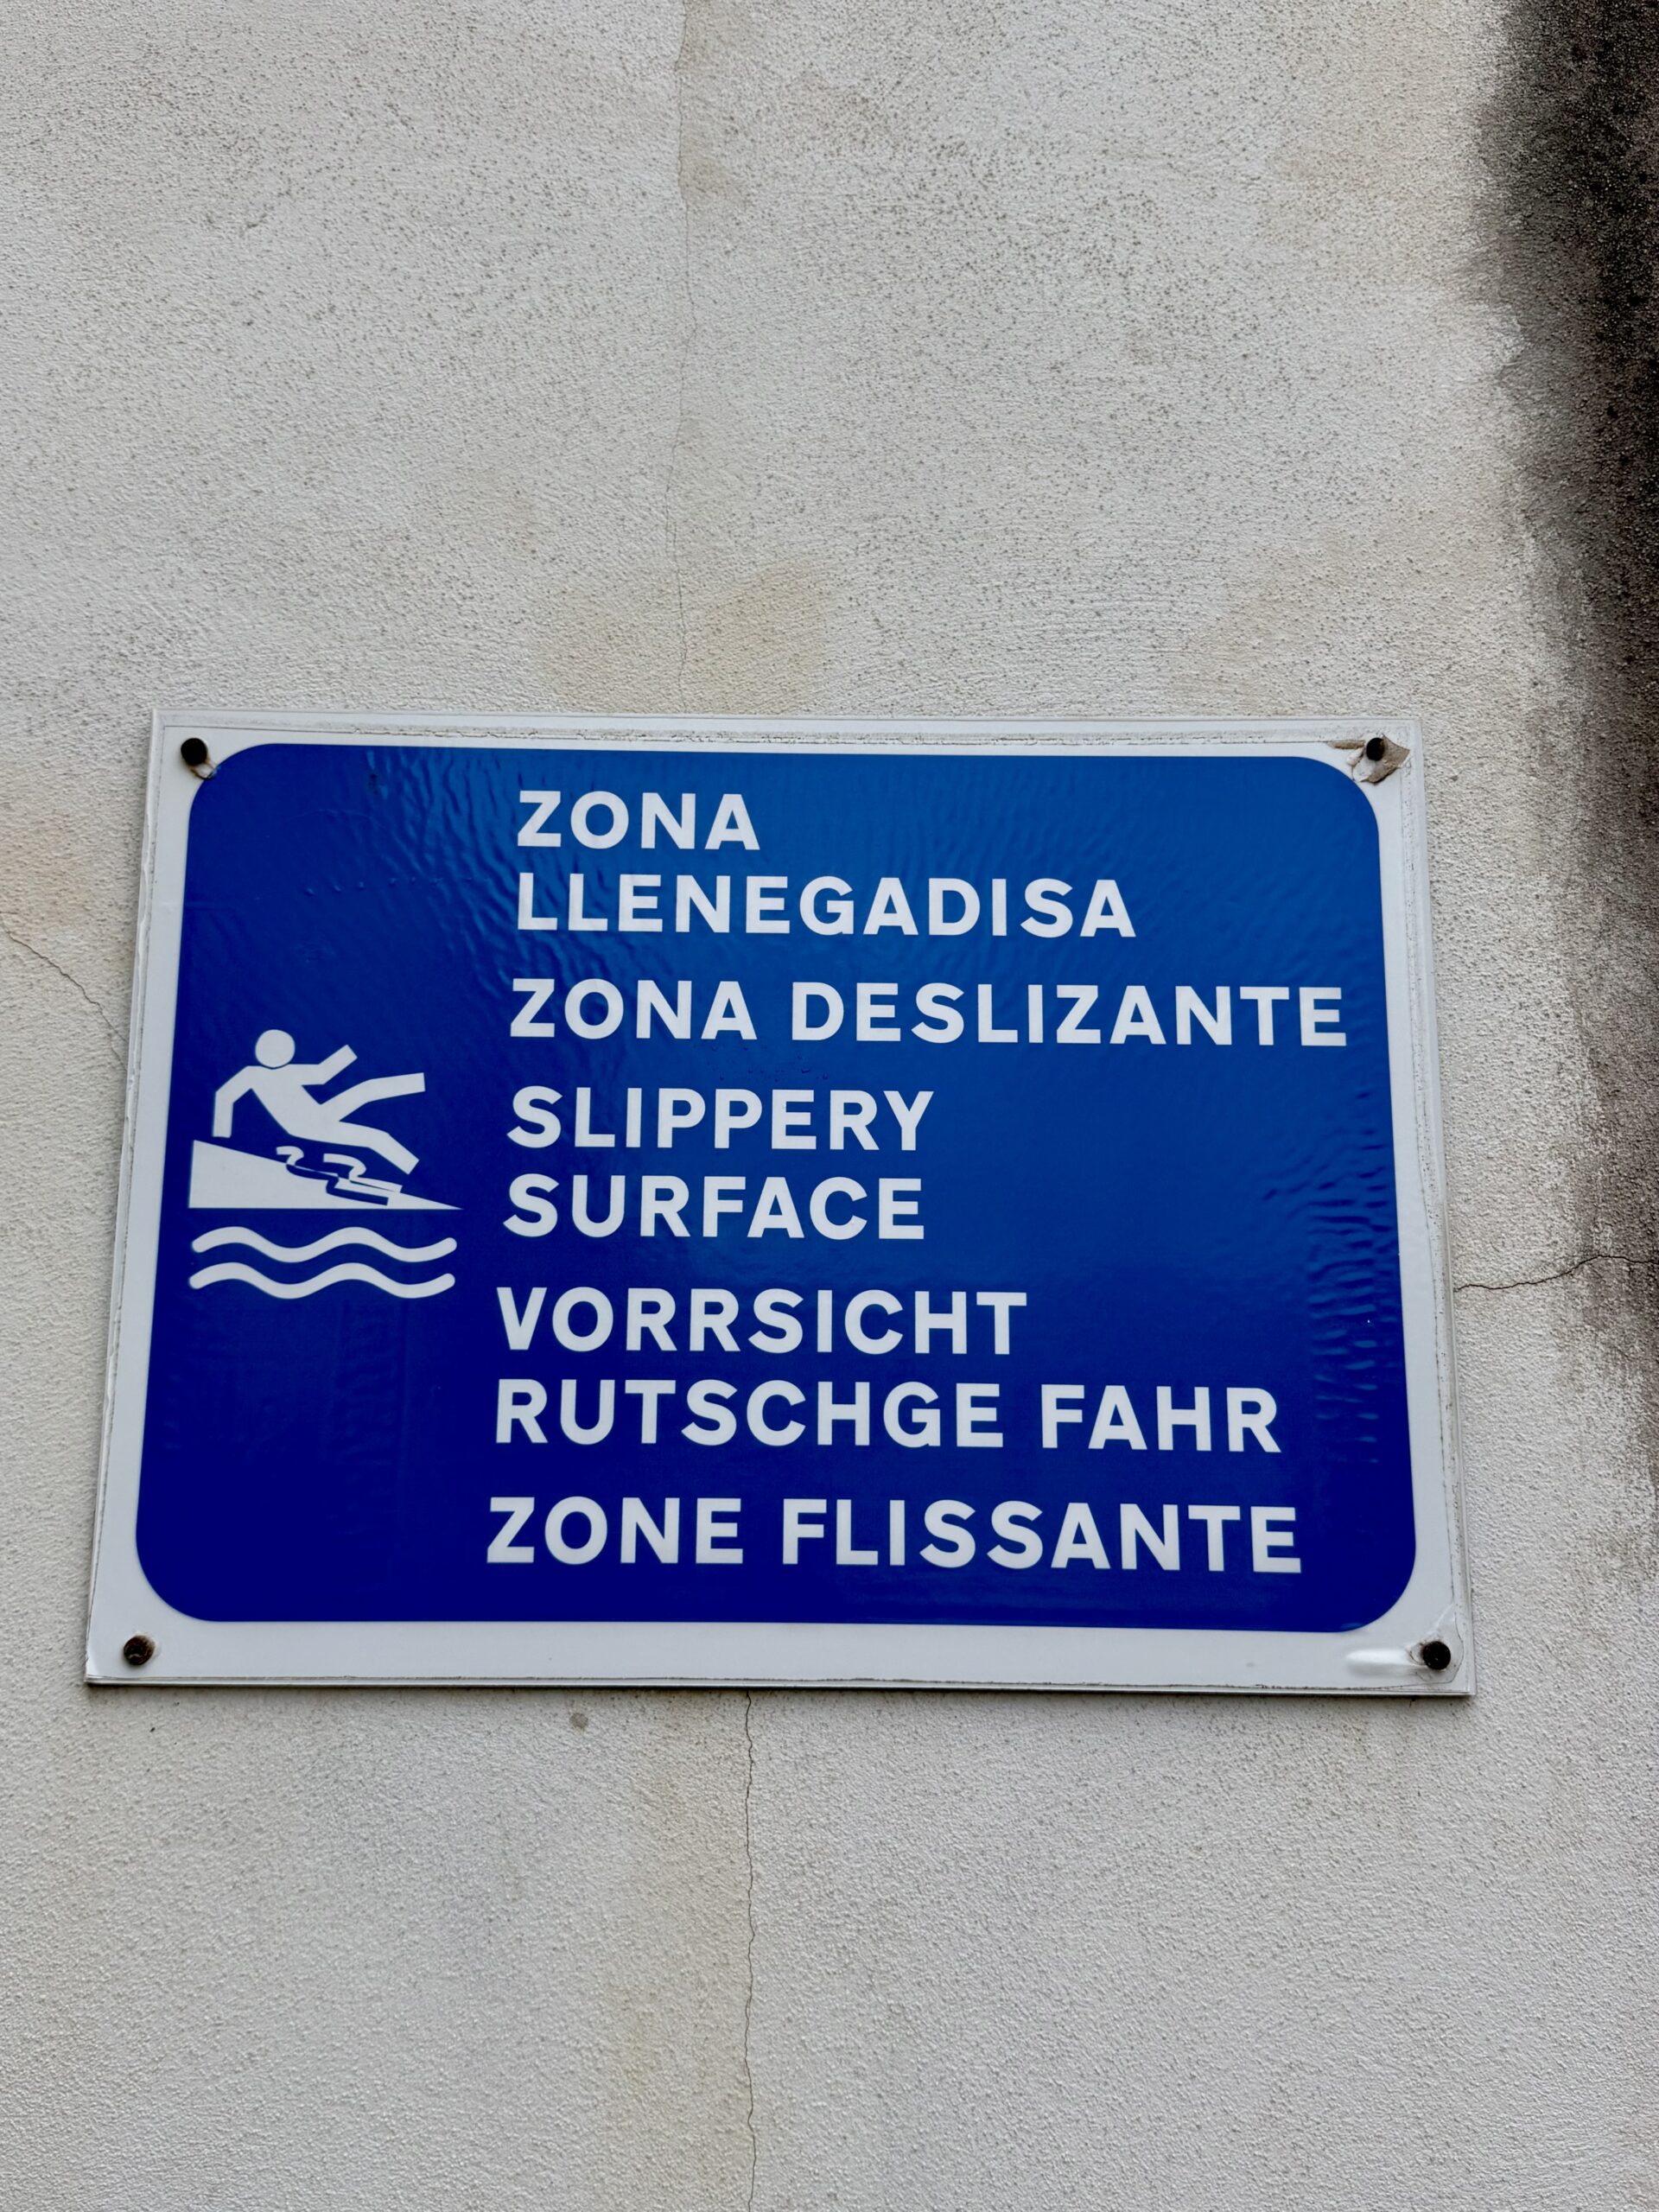 ZONA
LLENEGADISA
ZONA DESLIZANTE
SLIPPERY
SURFACE
VORRSICHT
RUTSCHGE FAHR
ZONE FLISSANTE